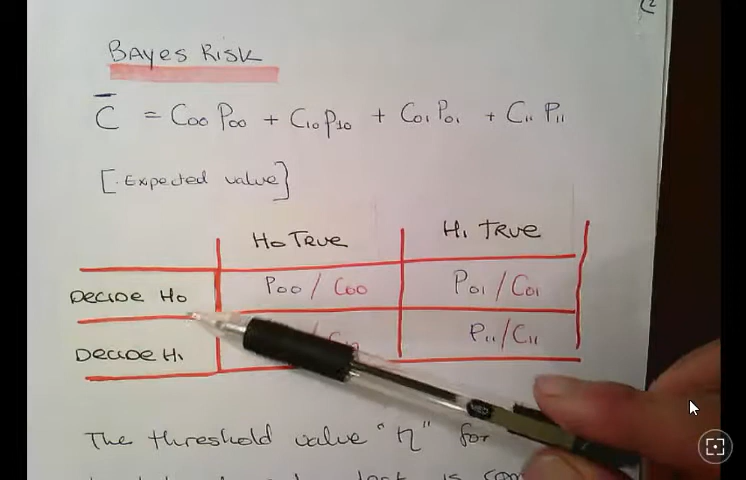 BAyes Risk
C̄ = C00 P00 + C10 P10 + C01 P01 + C11 P11
[Expected value]
H0 TRUE H1 TRUE
DECIDE H0 P00 / C00 P01 / C01
DECIDE H1 P11 / C11
The threshold value "η" for